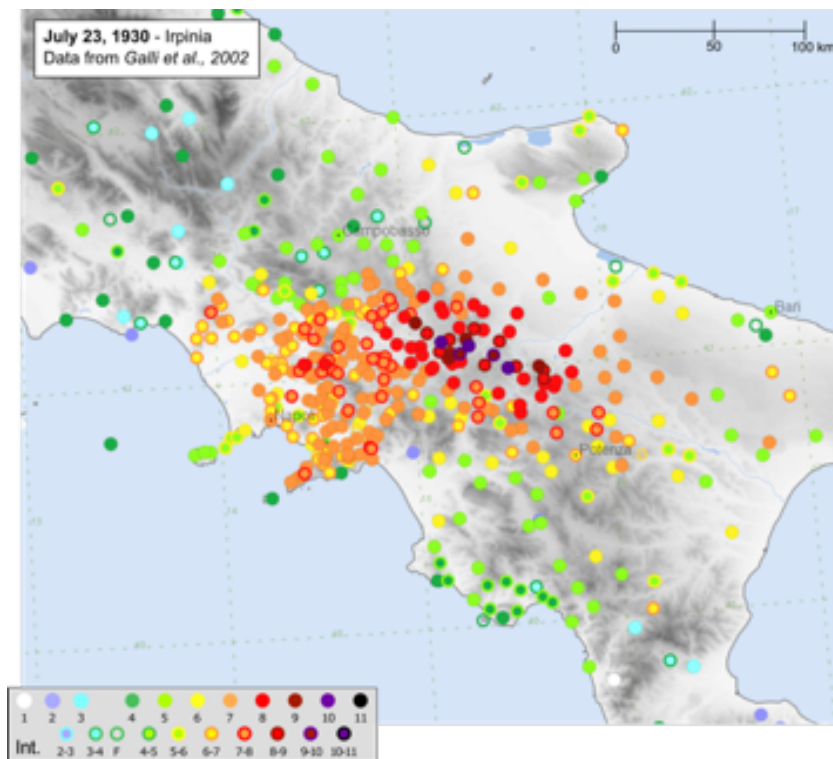 July 23, 1930 - Irpinia
Data from Galli et al., 2002
0 50 100 km
Campobasso
Bari
Napoli
Potenza
1 2 3 4 5 6 7 8 9 10 11
Int. 2-3 3-4 F 4-5 5-6 6-7 7-8 8-9 9-10 10-11